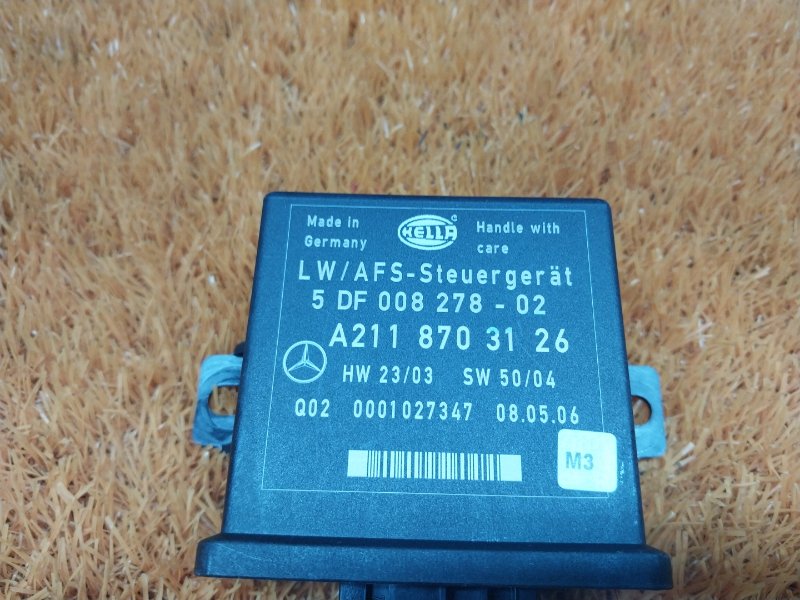 Made in
Germany
HELLA
®
Handle with
care
LW/AFS-Steuergerät
5 DF 008 278 - 02
A211 870 31 26
HW 23/03 SW 50/04
Q02 0001027347 08.05.06
M3